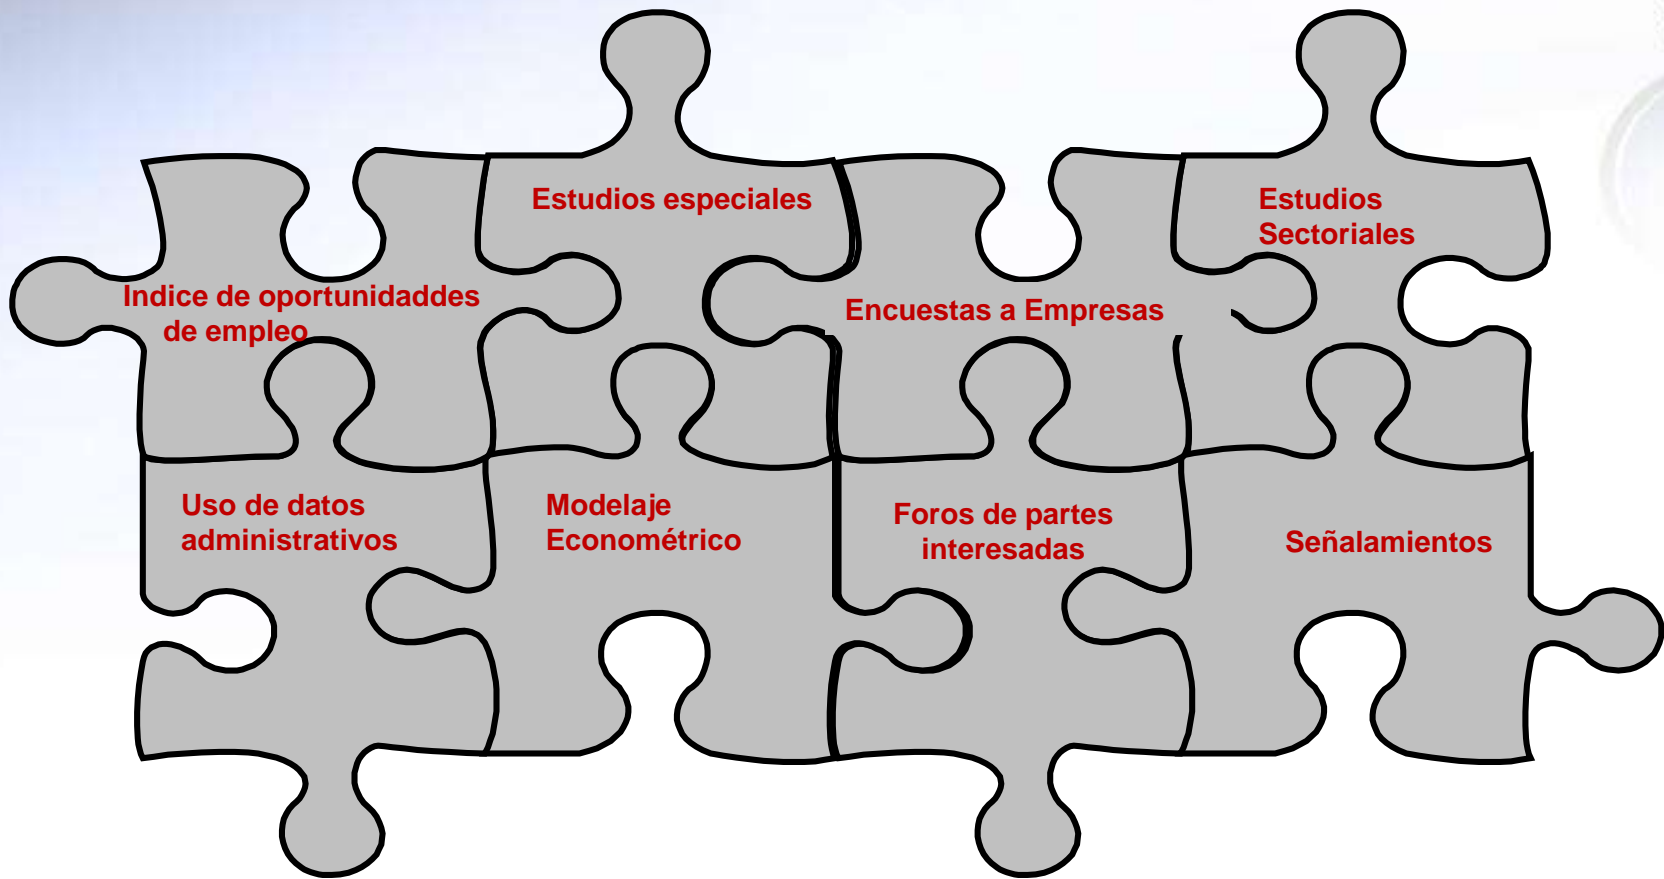 Estudios especiales
Estudios
Sectoriales
Indice de oportunidaddes
de empleo
Encuestas a Empresas
Uso de datos
administrativos
Modelaje
Econométrico
Foros de partes
interesadas
Señalamientos